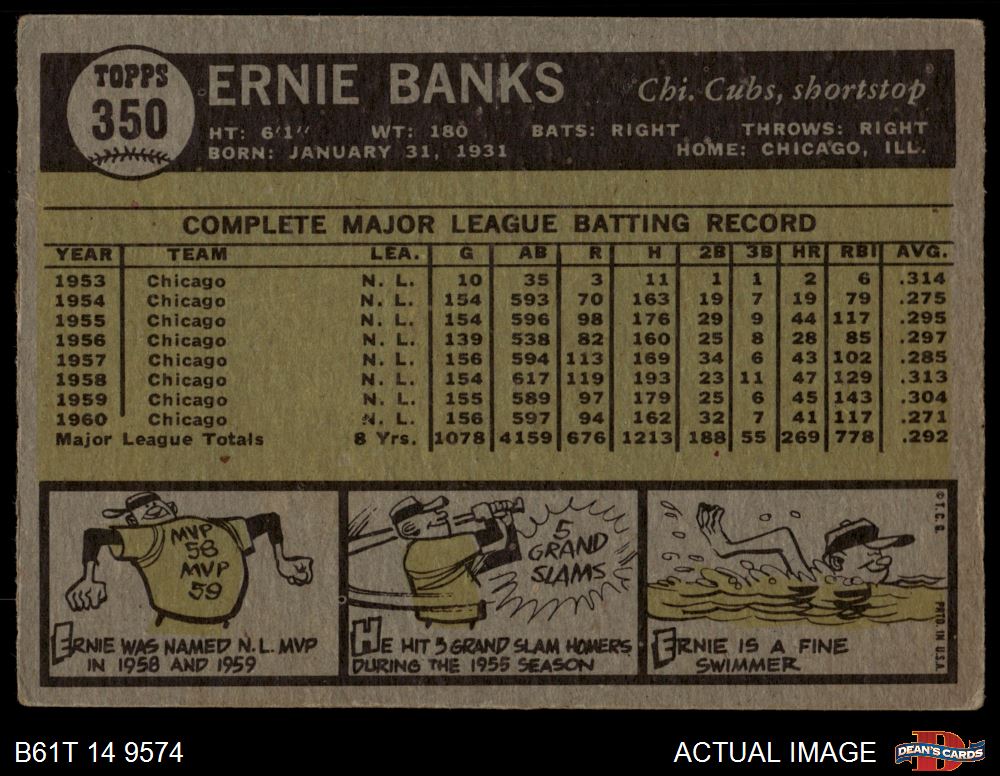 TOPPS
350
ERNIE BANKS
Chi. Cubs, shortstop
HT: 6'1" WT: 180 BATS: RIGHT THROWS: RIGHT
BORN: JANUARY 31, 1931 HOME: CHICAGO, ILL.
COMPLETE MAJOR LEAGUE BATTING RECORD
YEAR TEAM LEA. G AB R H 2B 3B HR RBI AVG.
1953 Chicago N. L. 10 35 3 11 1 1 2 6 .314
1954 Chicago N. L. 154 593 70 163 19 7 19 79 .275
1955 Chicago N. L. 154 596 98 176 29 9 44 117 .295
1956 Chicago N. L. 139 538 82 160 25 8 28 85 .297
1957 Chicago N. L. 156 594 113 169 34 6 43 102 .285
1958 Chicago N. L. 154 617 119 193 23 11 47 129 .313
1959 Chicago N. L. 155 589 97 179 25 6 45 143 .304
1960 Chicago N. L. 156 597 94 162 32 7 41 117 .271
Major League Totals 8 Yrs. 1078 4159 676 1213 188 55 269 778 .292
MVP
58
MVP
59
ERNIE WAS NAMED N.L. MVP
IN 1958 AND 1959
5
GRAND
SLAMS
HE HIT 5 GRAND SLAM HOMERS
DURING THE 1955 SEASON
ERNIE IS A FINE
SWIMMER
© T.C.G. PRTD IN U.S.A.
B61T 14 9574
ACTUAL IMAGE
DEAN'S CARDS